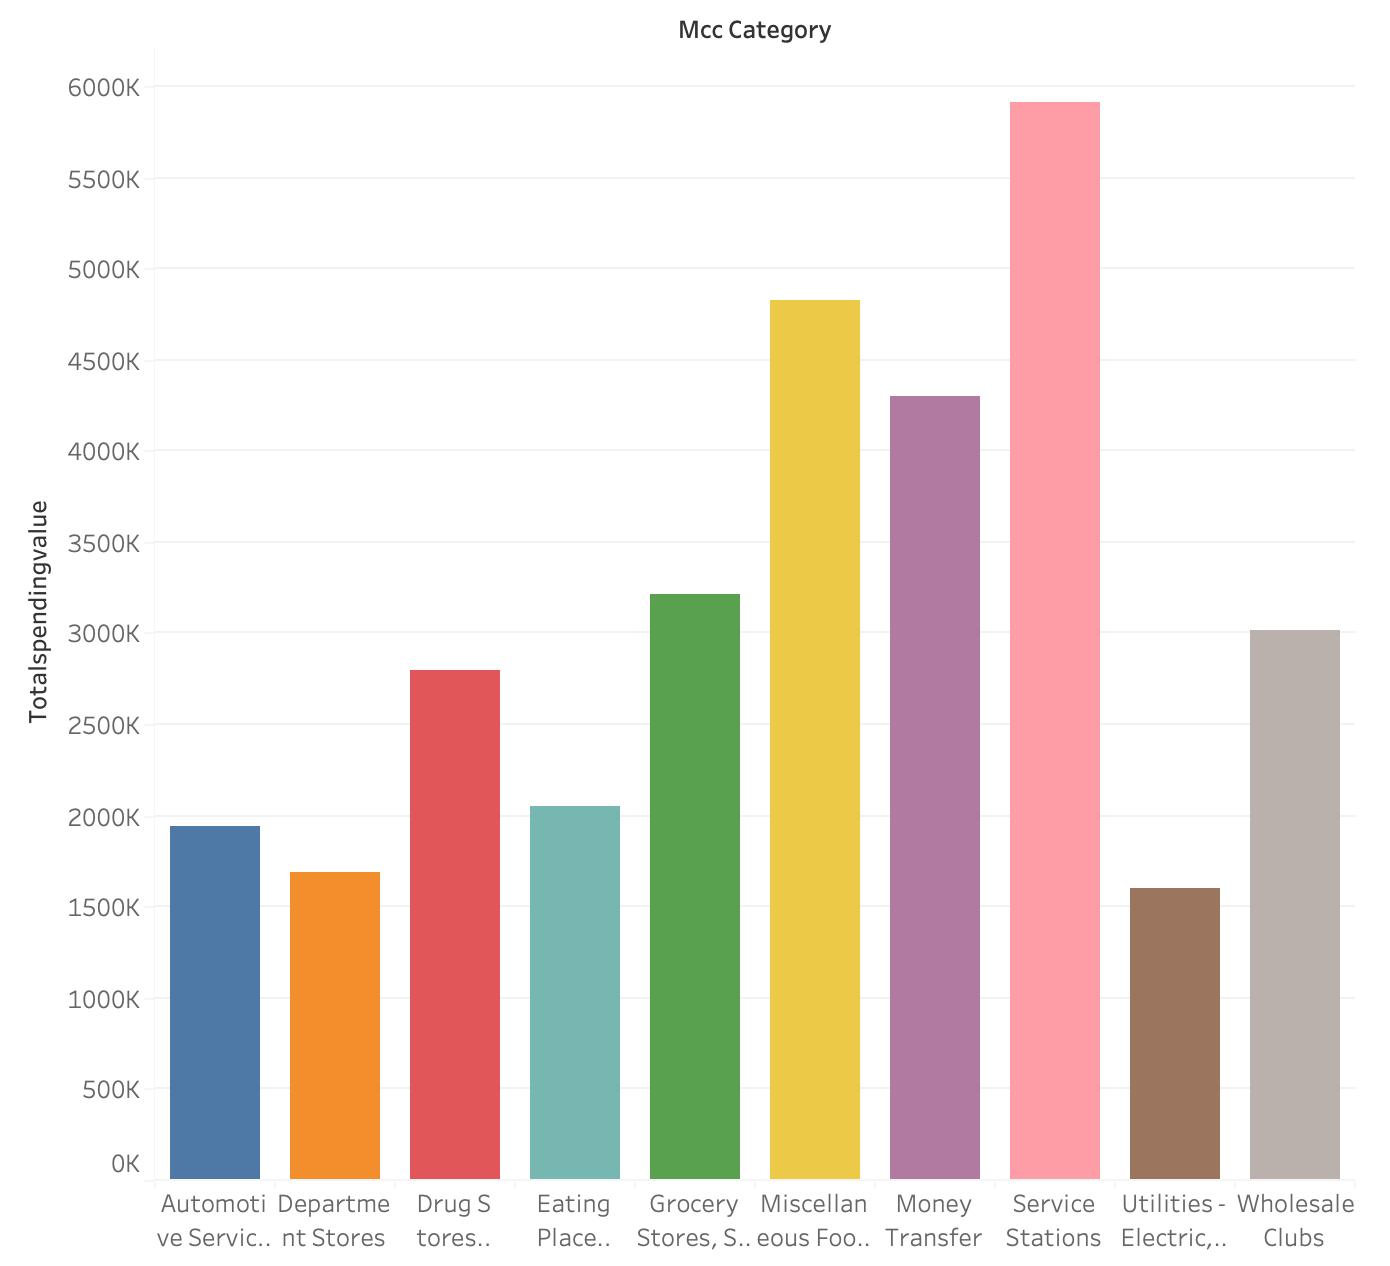 Mcc Category
6000K
5500K
5000K
4500K
4000K
3500K
3000K
2500K
2000K
1500K
1000K
500K
0K
Totalspendingvalue
Automoti
ve Servic..
Departme
nt Stores
Drug S
tores..
Eating
Place..
Grocery
Stores, S..
Miscellan
eous Foo..
Money
Transfer
Service
Stations
Utilities -
Electric,..
Wholesale
Clubs